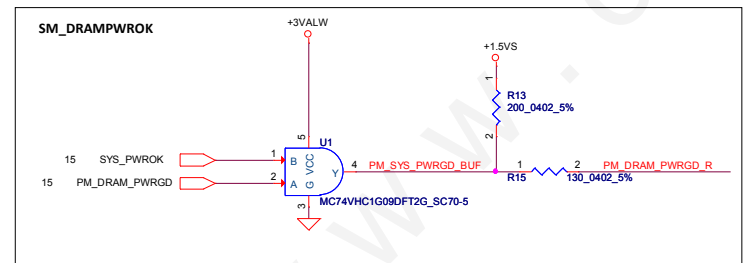 SM_DRAMPWROK
+3VALW
+1.5VS
1
R13
200_0402_5%
2
5
U1
15 SYS_PWROK 1 B VCC
4 PM_SYS_PWRGD_BUF
1 2 PM_DRAM_PWRGD_R
Y
15 PM_DRAM_PWRGD 2 A G
R15 130_0402_5%
3
MC74VHC1G09DFT2G_SC70-5